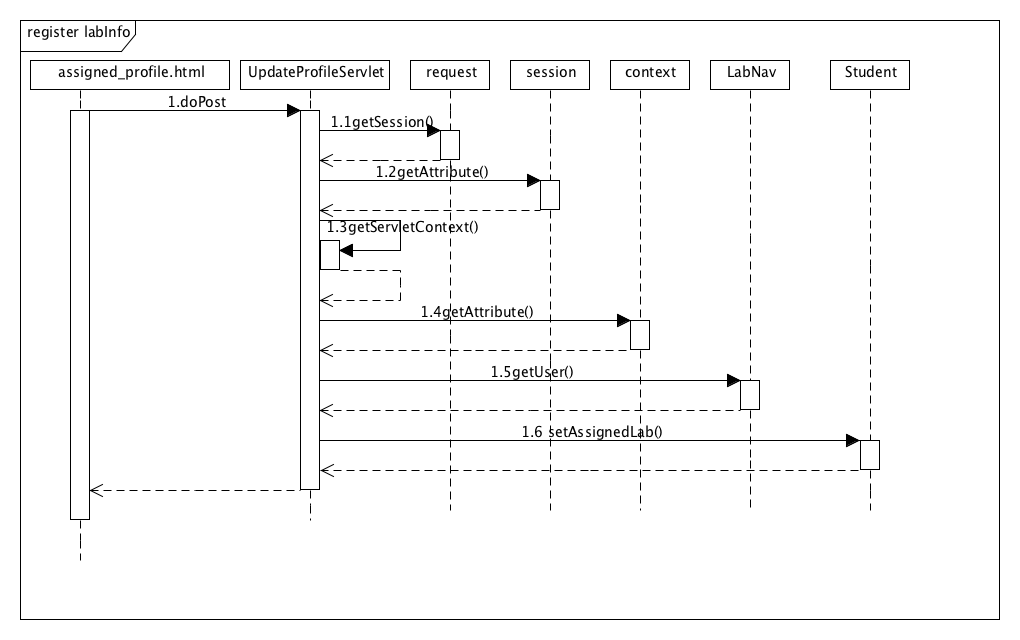 register labInfo
assigned_profile.html
UpdateProfileServlet
request
session
context
LabNav
Student
1.doPost
1.1getSession()
1.2getAttribute()
1.3getServletContext()
1.4getAttribute()
1.5getUser()
1.6 setAssignedLab()